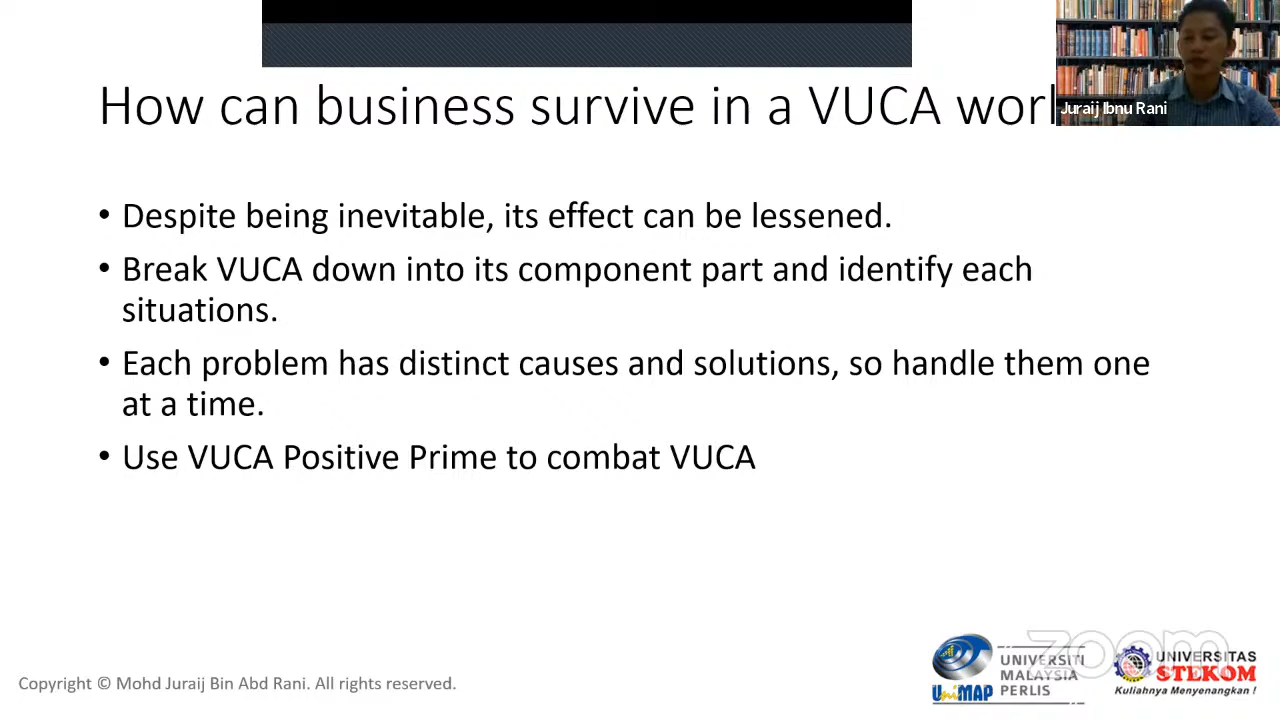 How can business survive in a VUCA worl
Juraij Ibnu Rani
• Despite being inevitable, its effect can be lessened.
• Break VUCA down into its component part and identify each
situations.
• Each problem has distinct causes and solutions, so handle them one
at a time.
• Use VUCA Positive Prime to combat VUCA
zoom
UniMAP
UNIVERSITI
MALAYSIA
PERLIS
UNIVERSITAS
STEKOM
Kuliahnya Menyenangkan !
Copyright © Mohd Juraij Bin Abd Rani. All rights reserved.